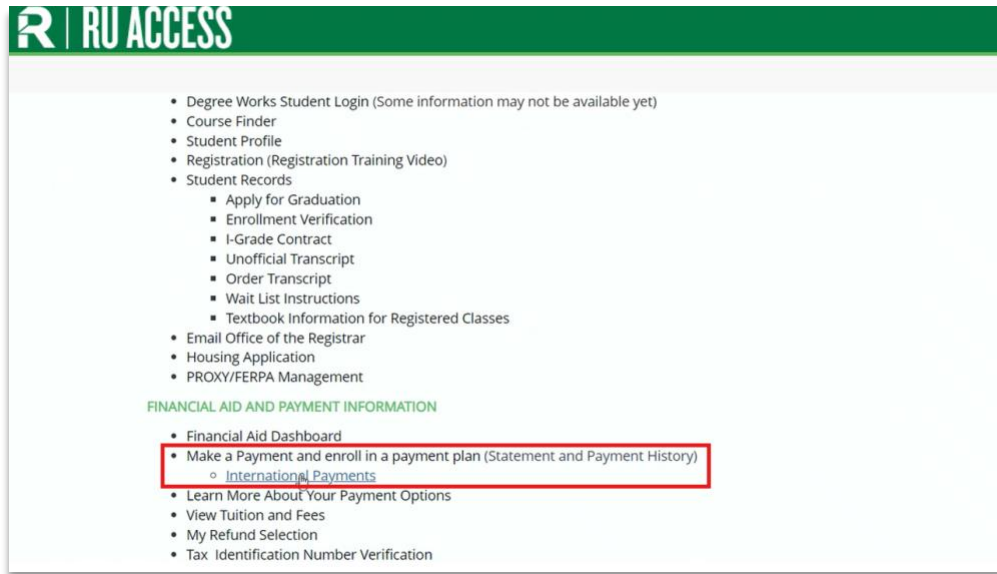 R | RU ACCESS
• Degree Works Student Login (Some information may not be available yet)
• Course Finder
• Student Profile
• Registration (Registration Training Video)
• Student Records
▪ Apply for Graduation
▪ Enrollment Verification
▪ I-Grade Contract
▪ Unofficial Transcript
▪ Order Transcript
▪ Wait List Instructions
▪ Textbook Information for Registered Classes
• Email Office of the Registrar
• Housing Application
• PROXY/FERPA Management
FINANCIAL AID AND PAYMENT INFORMATION
• Financial Aid Dashboard
• Make a Payment and enroll in a payment plan (Statement and Payment History)
○ International Payments
• Learn More About Your Payment Options
• View Tuition and Fees
• My Refund Selection
• Tax Identification Number Verification